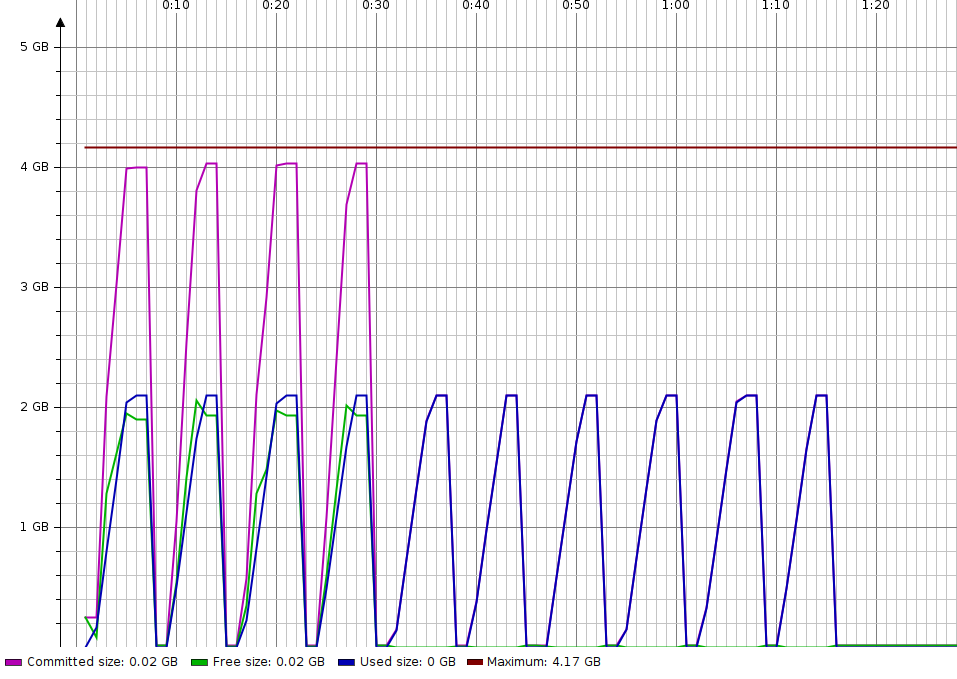 0:10 0:20 0:30 0:40 0:50 1:00 1:10 1:20
5 GB
4 GB
3 GB
2 GB
1 GB
Committed size: 0.02 GB Free size: 0.02 GB Used size: 0 GB Maximum: 4.17 GB